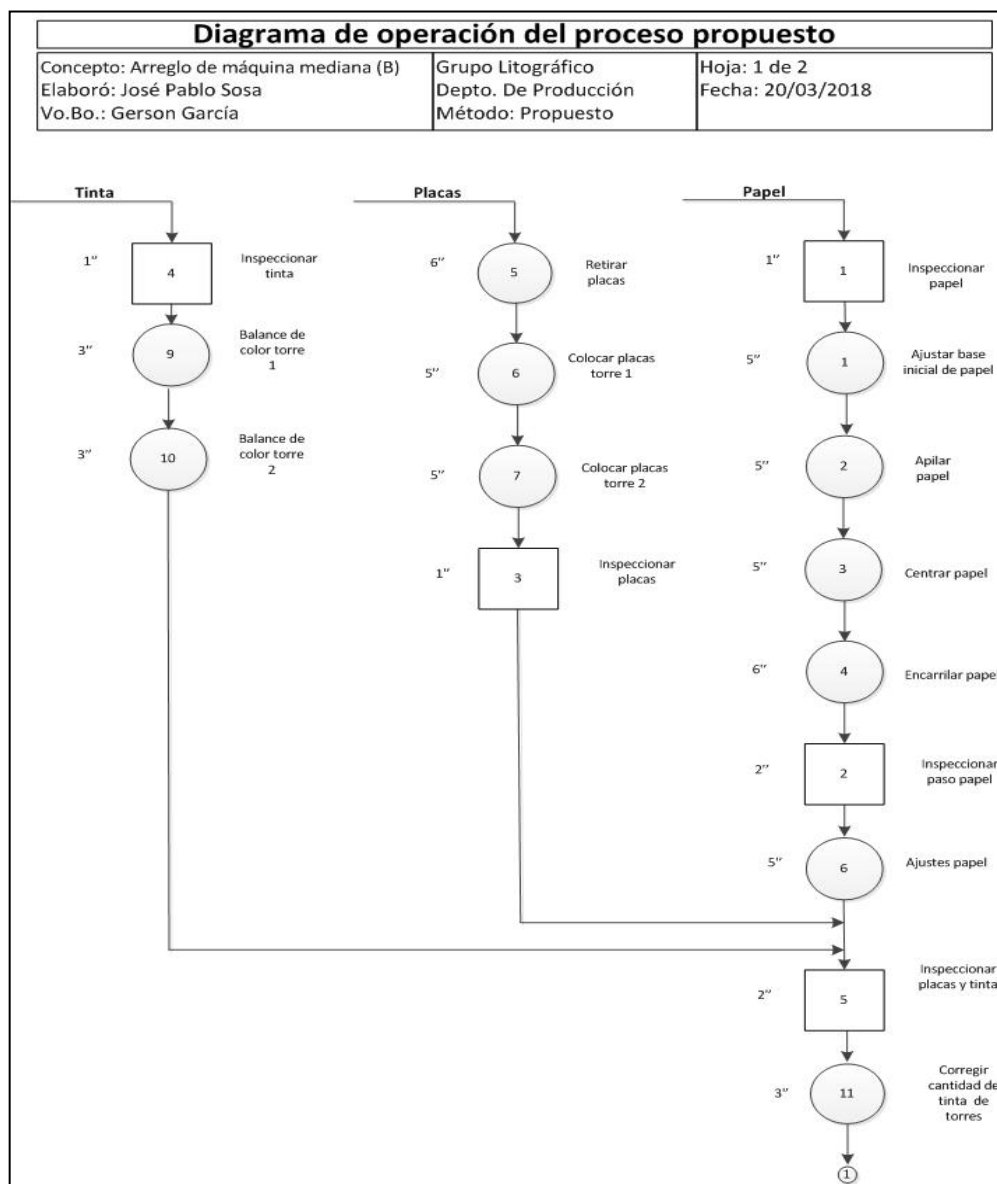 Diagrama de operación del proceso propuesto
Concepto: Arreglo de máquina mediana (B)
Elaboró: José Pablo Sosa
Vo.Bo.: Gerson García
Grupo Litográfico
Depto. De Producción
Método: Propuesto
Hoja: 1 de 2
Fecha: 20/03/2018
Tinta
1’’
4
Inspeccionar
tinta
3’’
9
Balance de
color torre
1
3’’
10
Balance de
color torre
2
Placas
6’’
5
Retirar
placas
5’’
6
Colocar placas
torre 1
5’’
7
Colocar placas
torre 2
1’’
3
Inspeccionar
placas
Papel
1’’
1
Inspeccionar
papel
5’’
1
Ajustar base
inicial de papel
5’’
2
Apilar
papel
5’’
3
Centrar papel
6’’
4
Encarrilar papel
2’’
2
Inspeccionar
paso papel
5’’
6
Ajustes papel
2’’
5
Inspeccionar
placas y tinta
3’’
11
Corregir
cantidad de
tinta de
torres
1